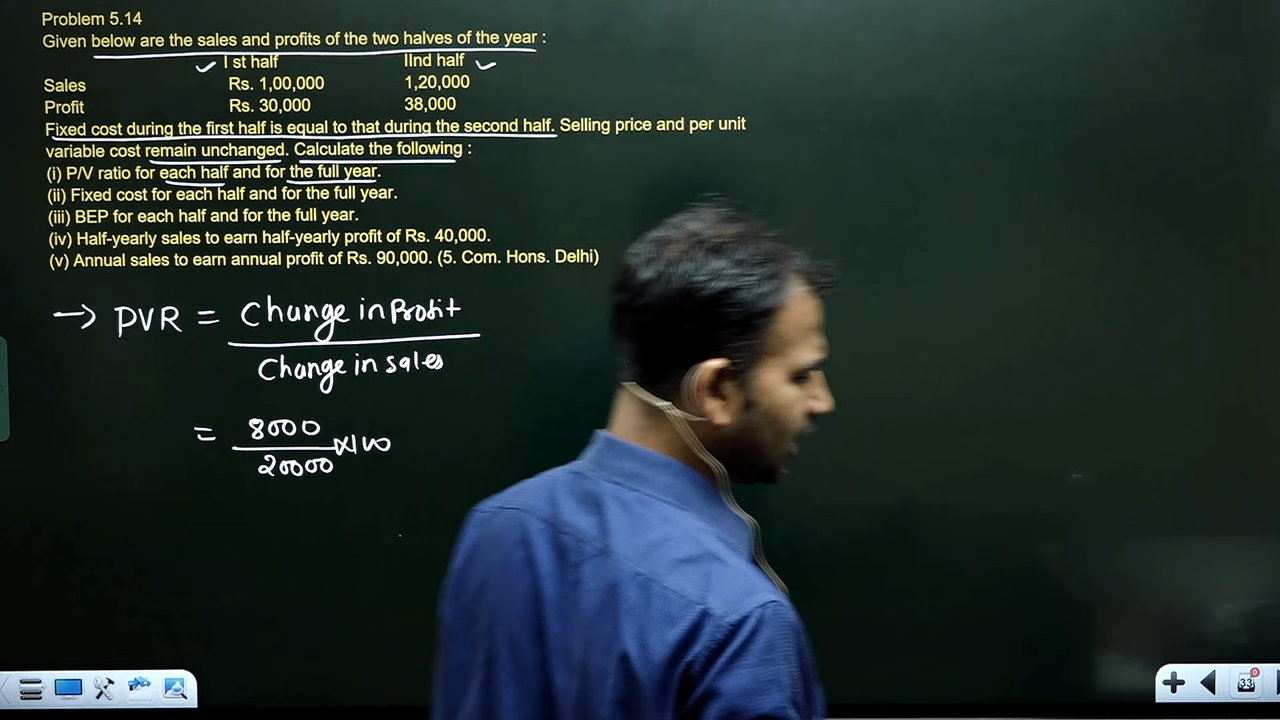 Problem 5.14
Given below are the sales and profits of the two halves of the year :
I st half IInd half
Sales Rs. 1,00,000 1,20,000
Profit Rs. 30,000 38,000
Fixed cost during the first half is equal to that during the second half. Selling price and per unit
variable cost remain unchanged. Calculate the following :
(i) P/V ratio for each half and for the full year.
(ii) Fixed cost for each half and for the full year.
(iii) BEP for each half and for the full year.
(iv) Half-yearly sales to earn half-yearly profit of Rs. 40,000.
(v) Annual sales to earn annual profit of Rs. 90,000. (5. Com. Hons. Delhi)
→ PVR = Change in Profit
Change in sales
= 8000
20000 ×100
33
0